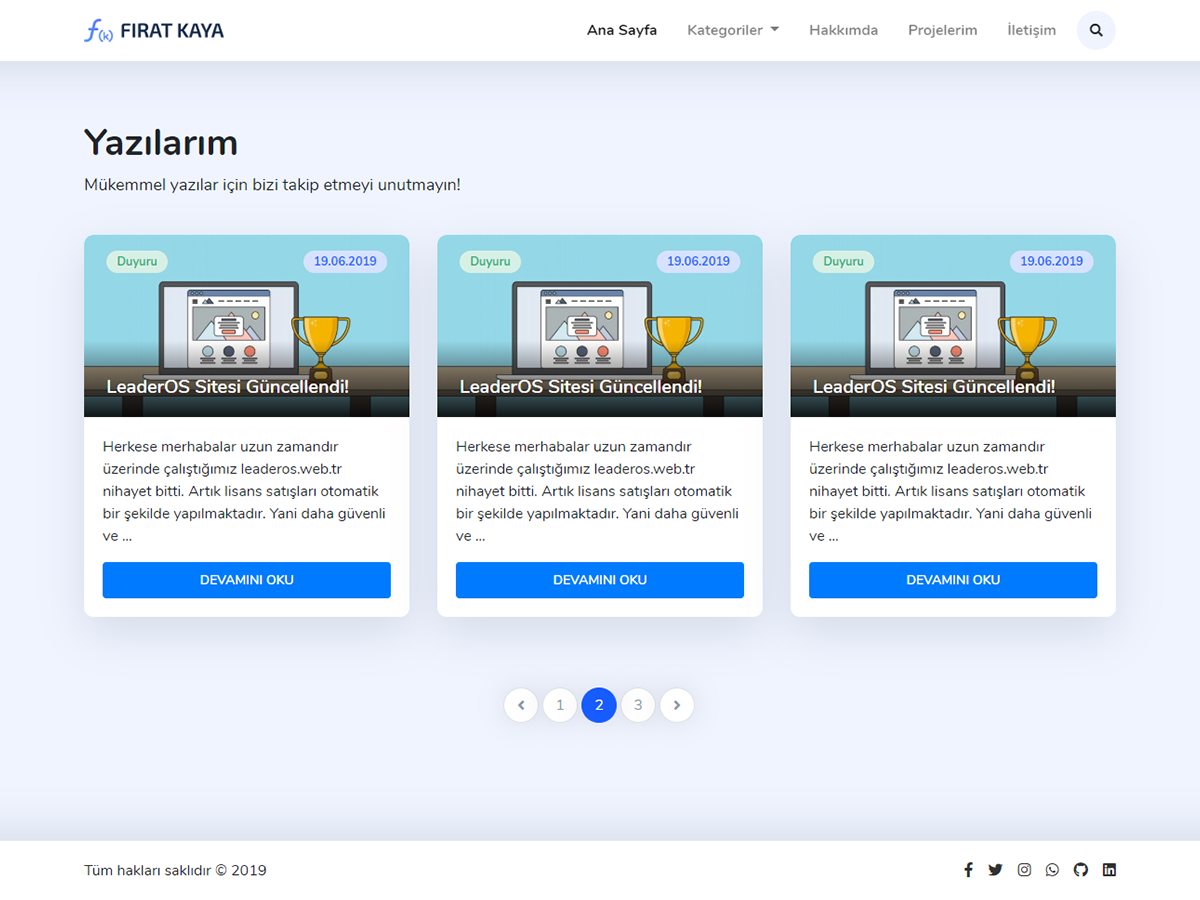 f(k) FIRAT KAYA
Ana Sayfa Kategoriler Hakkımda Projelerim İletişim
Yazılarım
Mükemmel yazılar için bizi takip etmeyi unutmayın!
Duyuru 19.06.2019
LeaderOS Sitesi Güncellendi!
Herkese merhabalar uzun zamandır
üzerinde çalıştığımız leaderos.web.tr
nihayet bitti. Artık lisans satışları otomatik
bir şekilde yapılmaktadır. Yani daha güvenli
ve ...
DEVAMINI OKU
Duyuru 19.06.2019
LeaderOS Sitesi Güncellendi!
Herkese merhabalar uzun zamandır
üzerinde çalıştığımız leaderos.web.tr
nihayet bitti. Artık lisans satışları otomatik
bir şekilde yapılmaktadır. Yani daha güvenli
ve ...
DEVAMINI OKU
Duyuru 19.06.2019
LeaderOS Sitesi Güncellendi!
Herkese merhabalar uzun zamandır
üzerinde çalıştığımız leaderos.web.tr
nihayet bitti. Artık lisans satışları otomatik
bir şekilde yapılmaktadır. Yani daha güvenli
ve ...
DEVAMINI OKU
1 2 3
Tüm hakları saklıdır © 2019